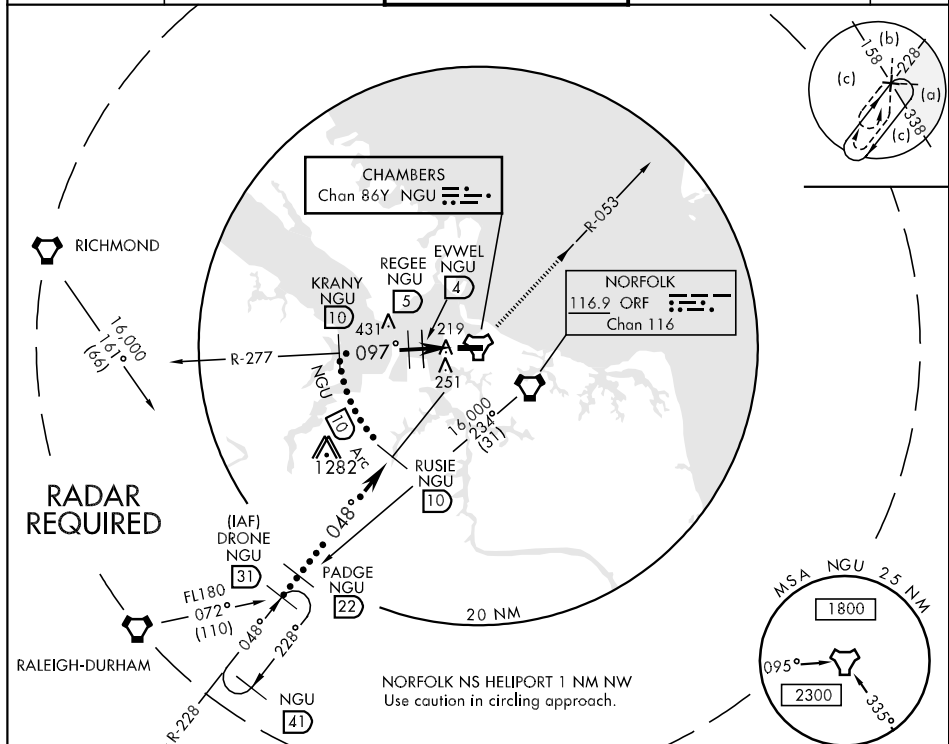 (b)
158
228
(c)
(a)
338
(c)
CHAMBERS
Chan 86Y NGU
R-053
RICHMOND
16,000
161°
(66)
KRANY
NGU
10
REGEE
NGU
5
EVWEL
NGU
4
NORFOLK
116.9 ORF
Chan 116
431
219
097°
251
R-277
NGU
10
Arc
1282
16,000
234°
(31)
RUSIE
NGU
10
RADAR
REQUIRED
048°
(IAF)
DRONE
NGU
31
PADGE
NGU
22
FL180
072°
(110)
048°
228°
RALEIGH-DURHAM
20 NM
NGU
41
R-228
NORFOLK NS HELIPORT 1 NM NW
Use caution in circling approach.
MSA NGU 25 NM
1800
095°
2300
335°